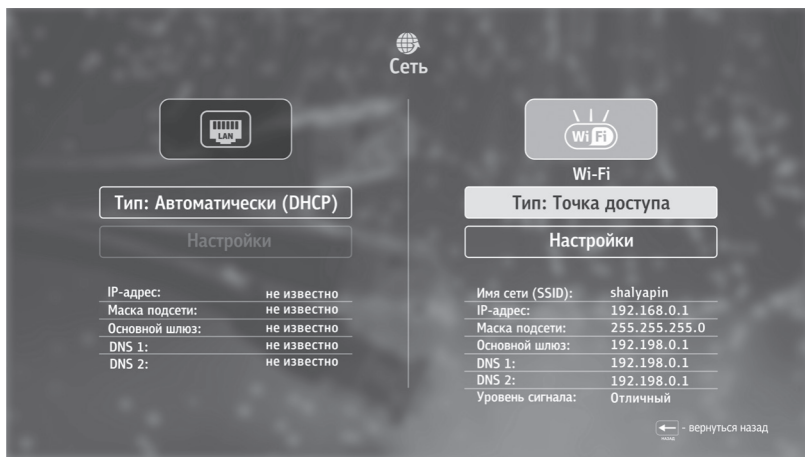 Сеть
LAN
Тип: Автоматически (DHCP)
Настройки
IP-адрес: не известно
Маска подсети: не известно
Основной шлюз: не известно
DNS 1: не известно
DNS 2: не известно
Wi Fi
Wi-Fi
Тип: Точка доступа
Настройки
Имя сети (SSID): shalyapin
IP-адрес: 192.168.0.1
Маска подсети: 255.255.255.0
Основной шлюз: 192.198.0.1
DNS 1: 192.198.0.1
DNS 2: 192.198.0.1
Уровень сигнала: Отличный
НАЗАД - вернуться назад